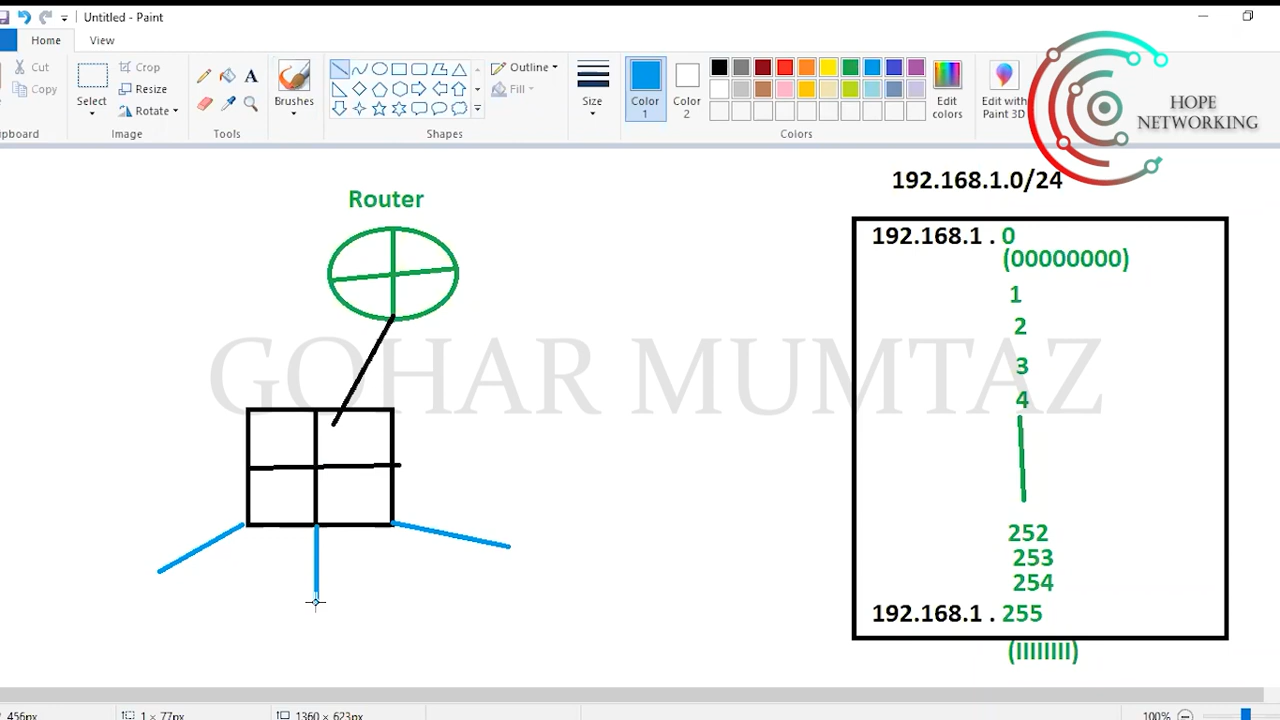 Untitled - Paint
Home
View
Cut
Copy
Select
Crop
Resize
Rotate
Brushes
Outline
Fill
Size
Color 1
Color 2
Edit colors
Edit with Paint 3D
Image
Tools
Shapes
Colors
HOPE
NETWORKING
192.168.1.0/24
Router
192.168.1 . 0
(00000000)
1
2
3
4
GOHAR MUMTAZ
252
253
254
192.168.1 . 255
(IIIIIIII)
1 × 77px
1360 × 623px
100%